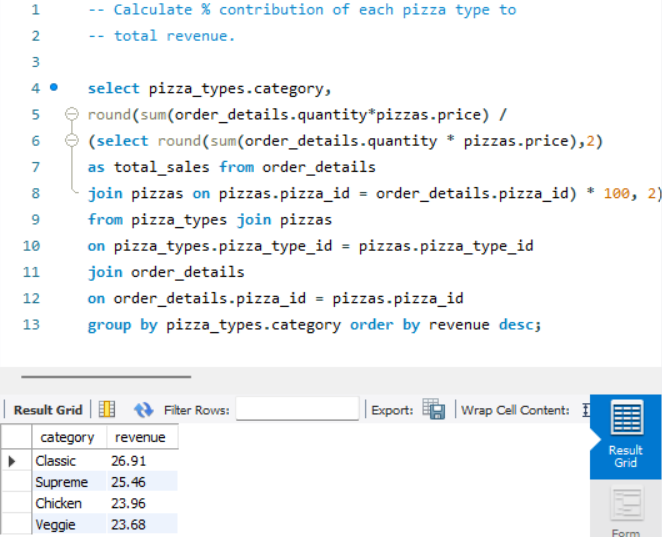 1 -- Calculate % contribution of each pizza type to
2 -- total revenue.
3
4 select pizza_types.category,
5 round(sum(order_details.quantity*pizzas.price) /
6 (select round(sum(order_details.quantity * pizzas.price),2)
7 as total_sales from order_details
8 join pizzas on pizzas.pizza_id = order_details.pizza_id) * 100, 2)
9 from pizza_types join pizzas
10 on pizza_types.pizza_type_id = pizzas.pizza_type_id
11 join order_details
12 on order_details.pizza_id = pizzas.pizza_id
13 group by pizza_types.category order by revenue desc;
Result Grid Filter Rows: Export: Wrap Cell Content:
category revenue
Classic 26.91
Supreme 25.46
Chicken 23.96
Veggie 23.68
Result
Grid
Form